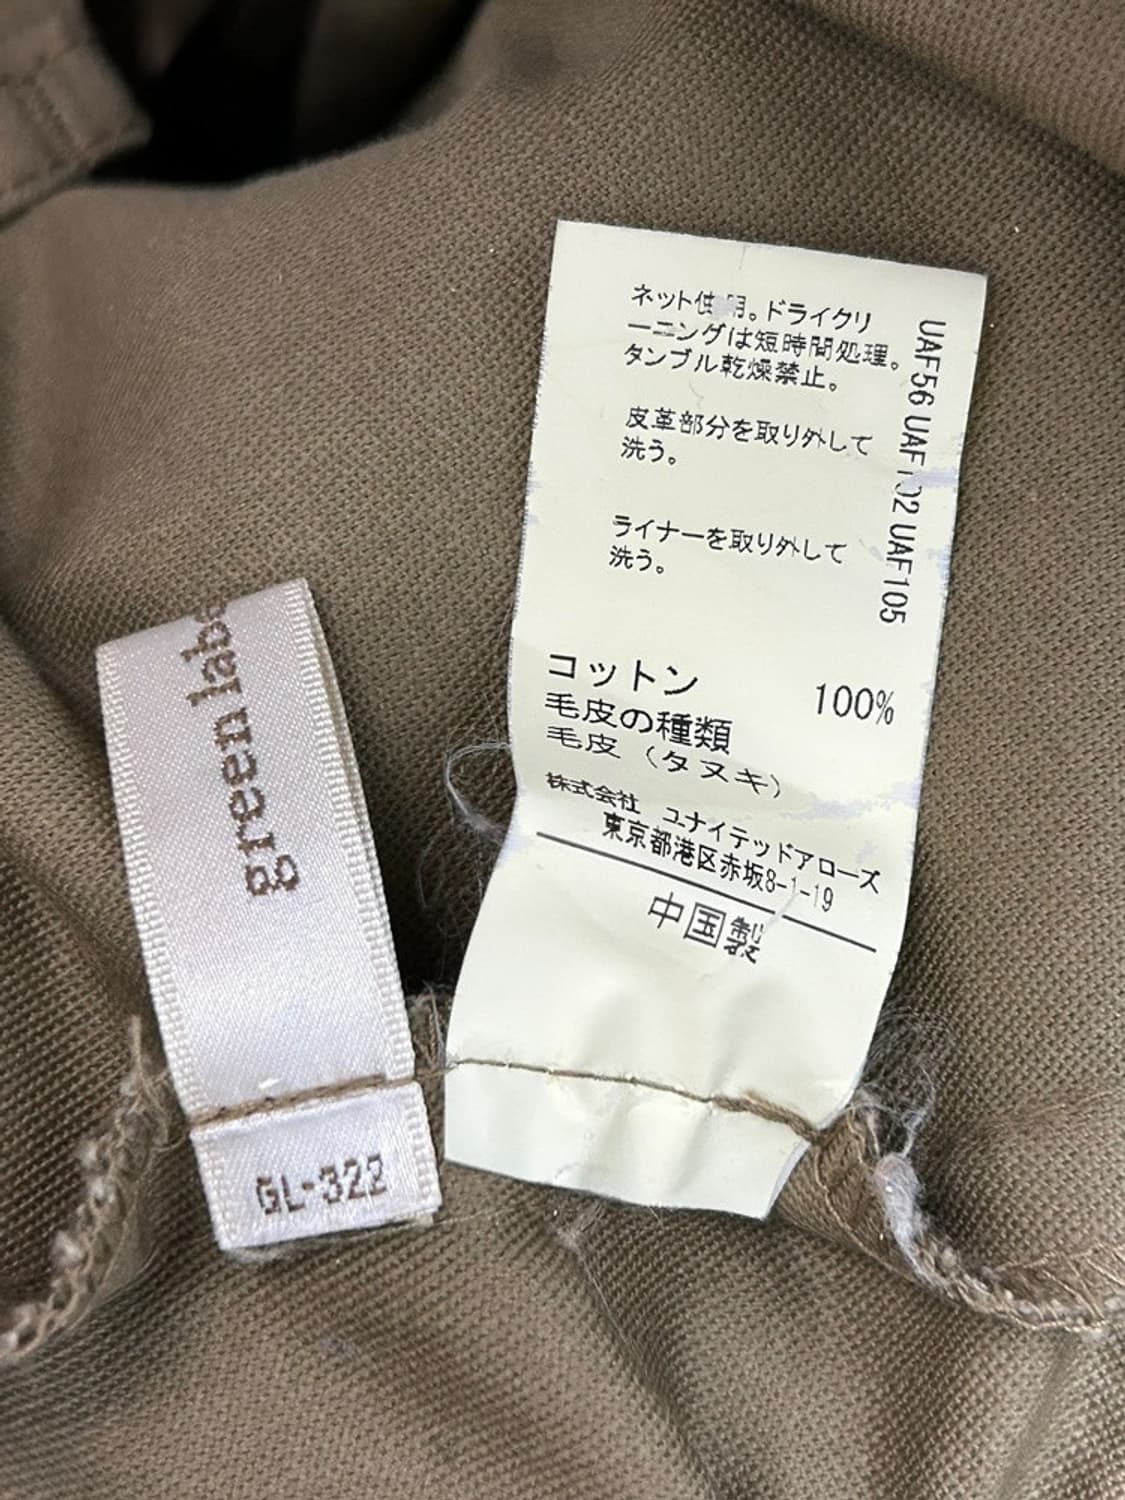 ネット使用。ドライクリ
ーニングは短時間処理。
タンブル乾燥禁止。
皮革部分を取り外して
洗う。
ライナーを取り外して
洗う。
UAF56 UAF102 UAF105
コットン 100%
毛皮の種類
毛皮（タヌキ）
株式会社 ユナイテッドアローズ
東京都港区赤坂8-1-19
中国製
green labe
GL-322